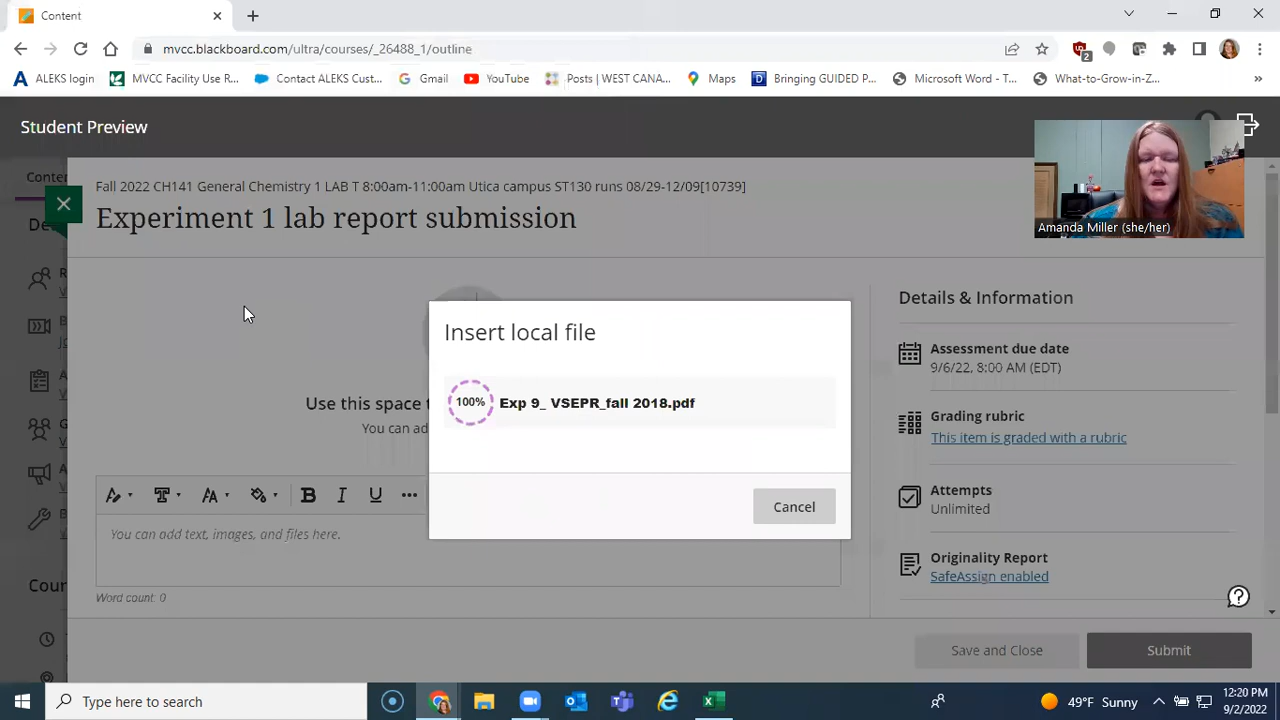 Content
mvcc.blackboard.com/ultra/courses/_26488_1/outline
2
ALEKS login
MVCC Facility Use R...
Contact ALEKS Cust...
Gmail
YouTube
Posts | WEST CANA...
Maps
Bringing GUIDED P...
Microsoft Word - T...
What-to-Grow-in-Z...
»
Student Preview
Conte
Fall 2022 CH141 General Chemistry 1 LAB T 8:00am-11:00am Utica campus ST130 runs 08/29-12/09[10739]
Experiment 1 lab report submission
Amanda Miller (she/her)
De
Use this space t
You can ad
Insert local file
100%
Exp 9_ VSEPR_fall 2018.pdf
Cancel
Details & Information
Assessment due date
9/6/22, 8:00 AM (EDT)
Grading rubric
This item is graded with a rubric
Attempts
Unlimited
Originality Report
SafeAssign enabled
B I U
You can add text, images, and files here.
Word count: 0
Cour
Save and Close
Submit
Type here to search
49°F Sunny
12:20 PM
9/2/2022